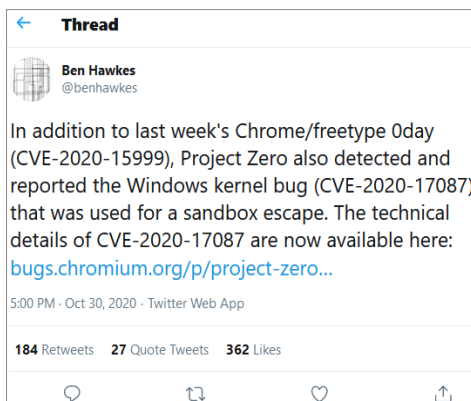 Thread
Ben Hawkes
@benhawkes
In addition to last week's Chrome/freetype 0day
(CVE-2020-15999), Project Zero also detected and
reported the Windows kernel bug (CVE-2020-17087)
that was used for a sandbox escape. The technical
details of CVE-2020-17087 are now available here:
bugs.chromium.org/p/project-zero...
5:00 PM · Oct 30, 2020 · Twitter Web App
184 Retweets 27 Quote Tweets 362 Likes